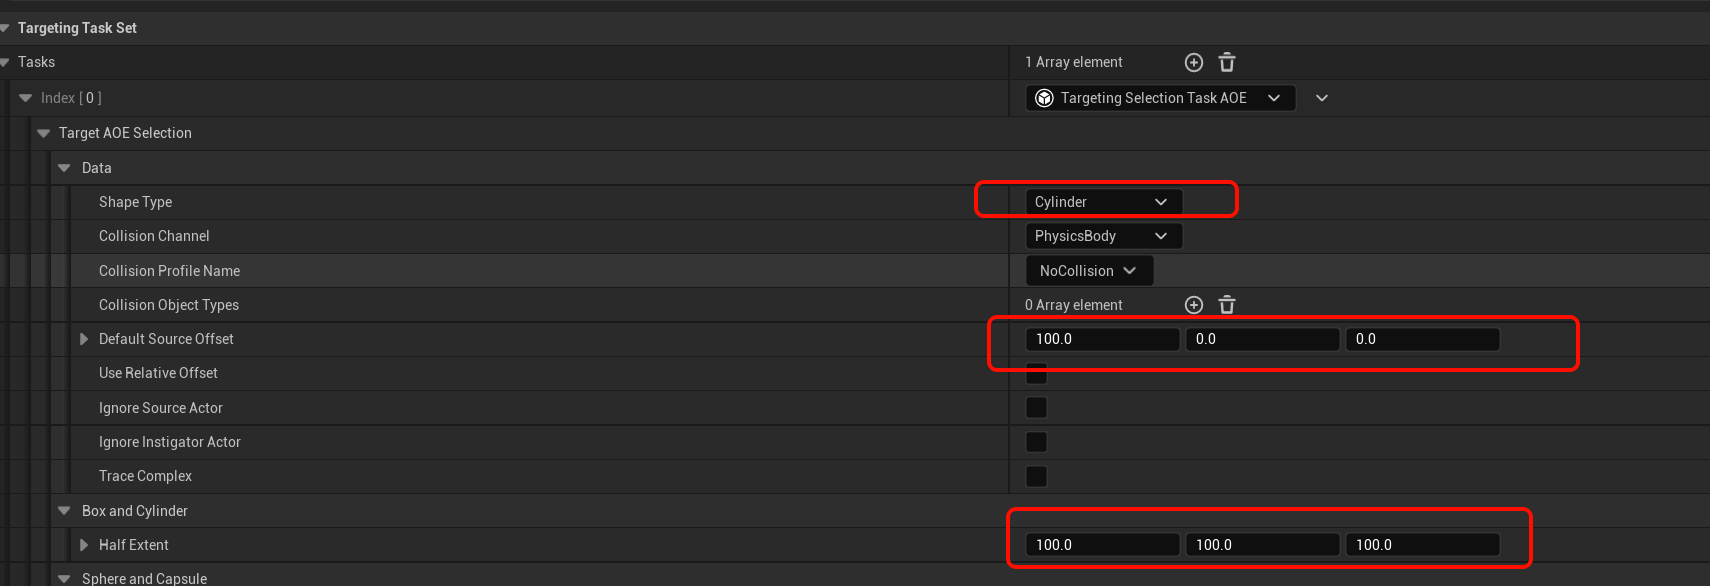 Targeting Task Set
Tasks 1 Array element
Index [ 0 ] Targeting Selection Task AOE
Target AOE Selection
Data
Shape Type Cylinder
Collision Channel PhysicsBody
Collision Profile Name NoCollision
Collision Object Types 0 Array element
Default Source Offset 100.0 0.0 0.0
Use Relative Offset
Ignore Source Actor
Ignore Instigator Actor
Trace Complex
Box and Cylinder
Half Extent 100.0 100.0 100.0
Sphere and Capsule